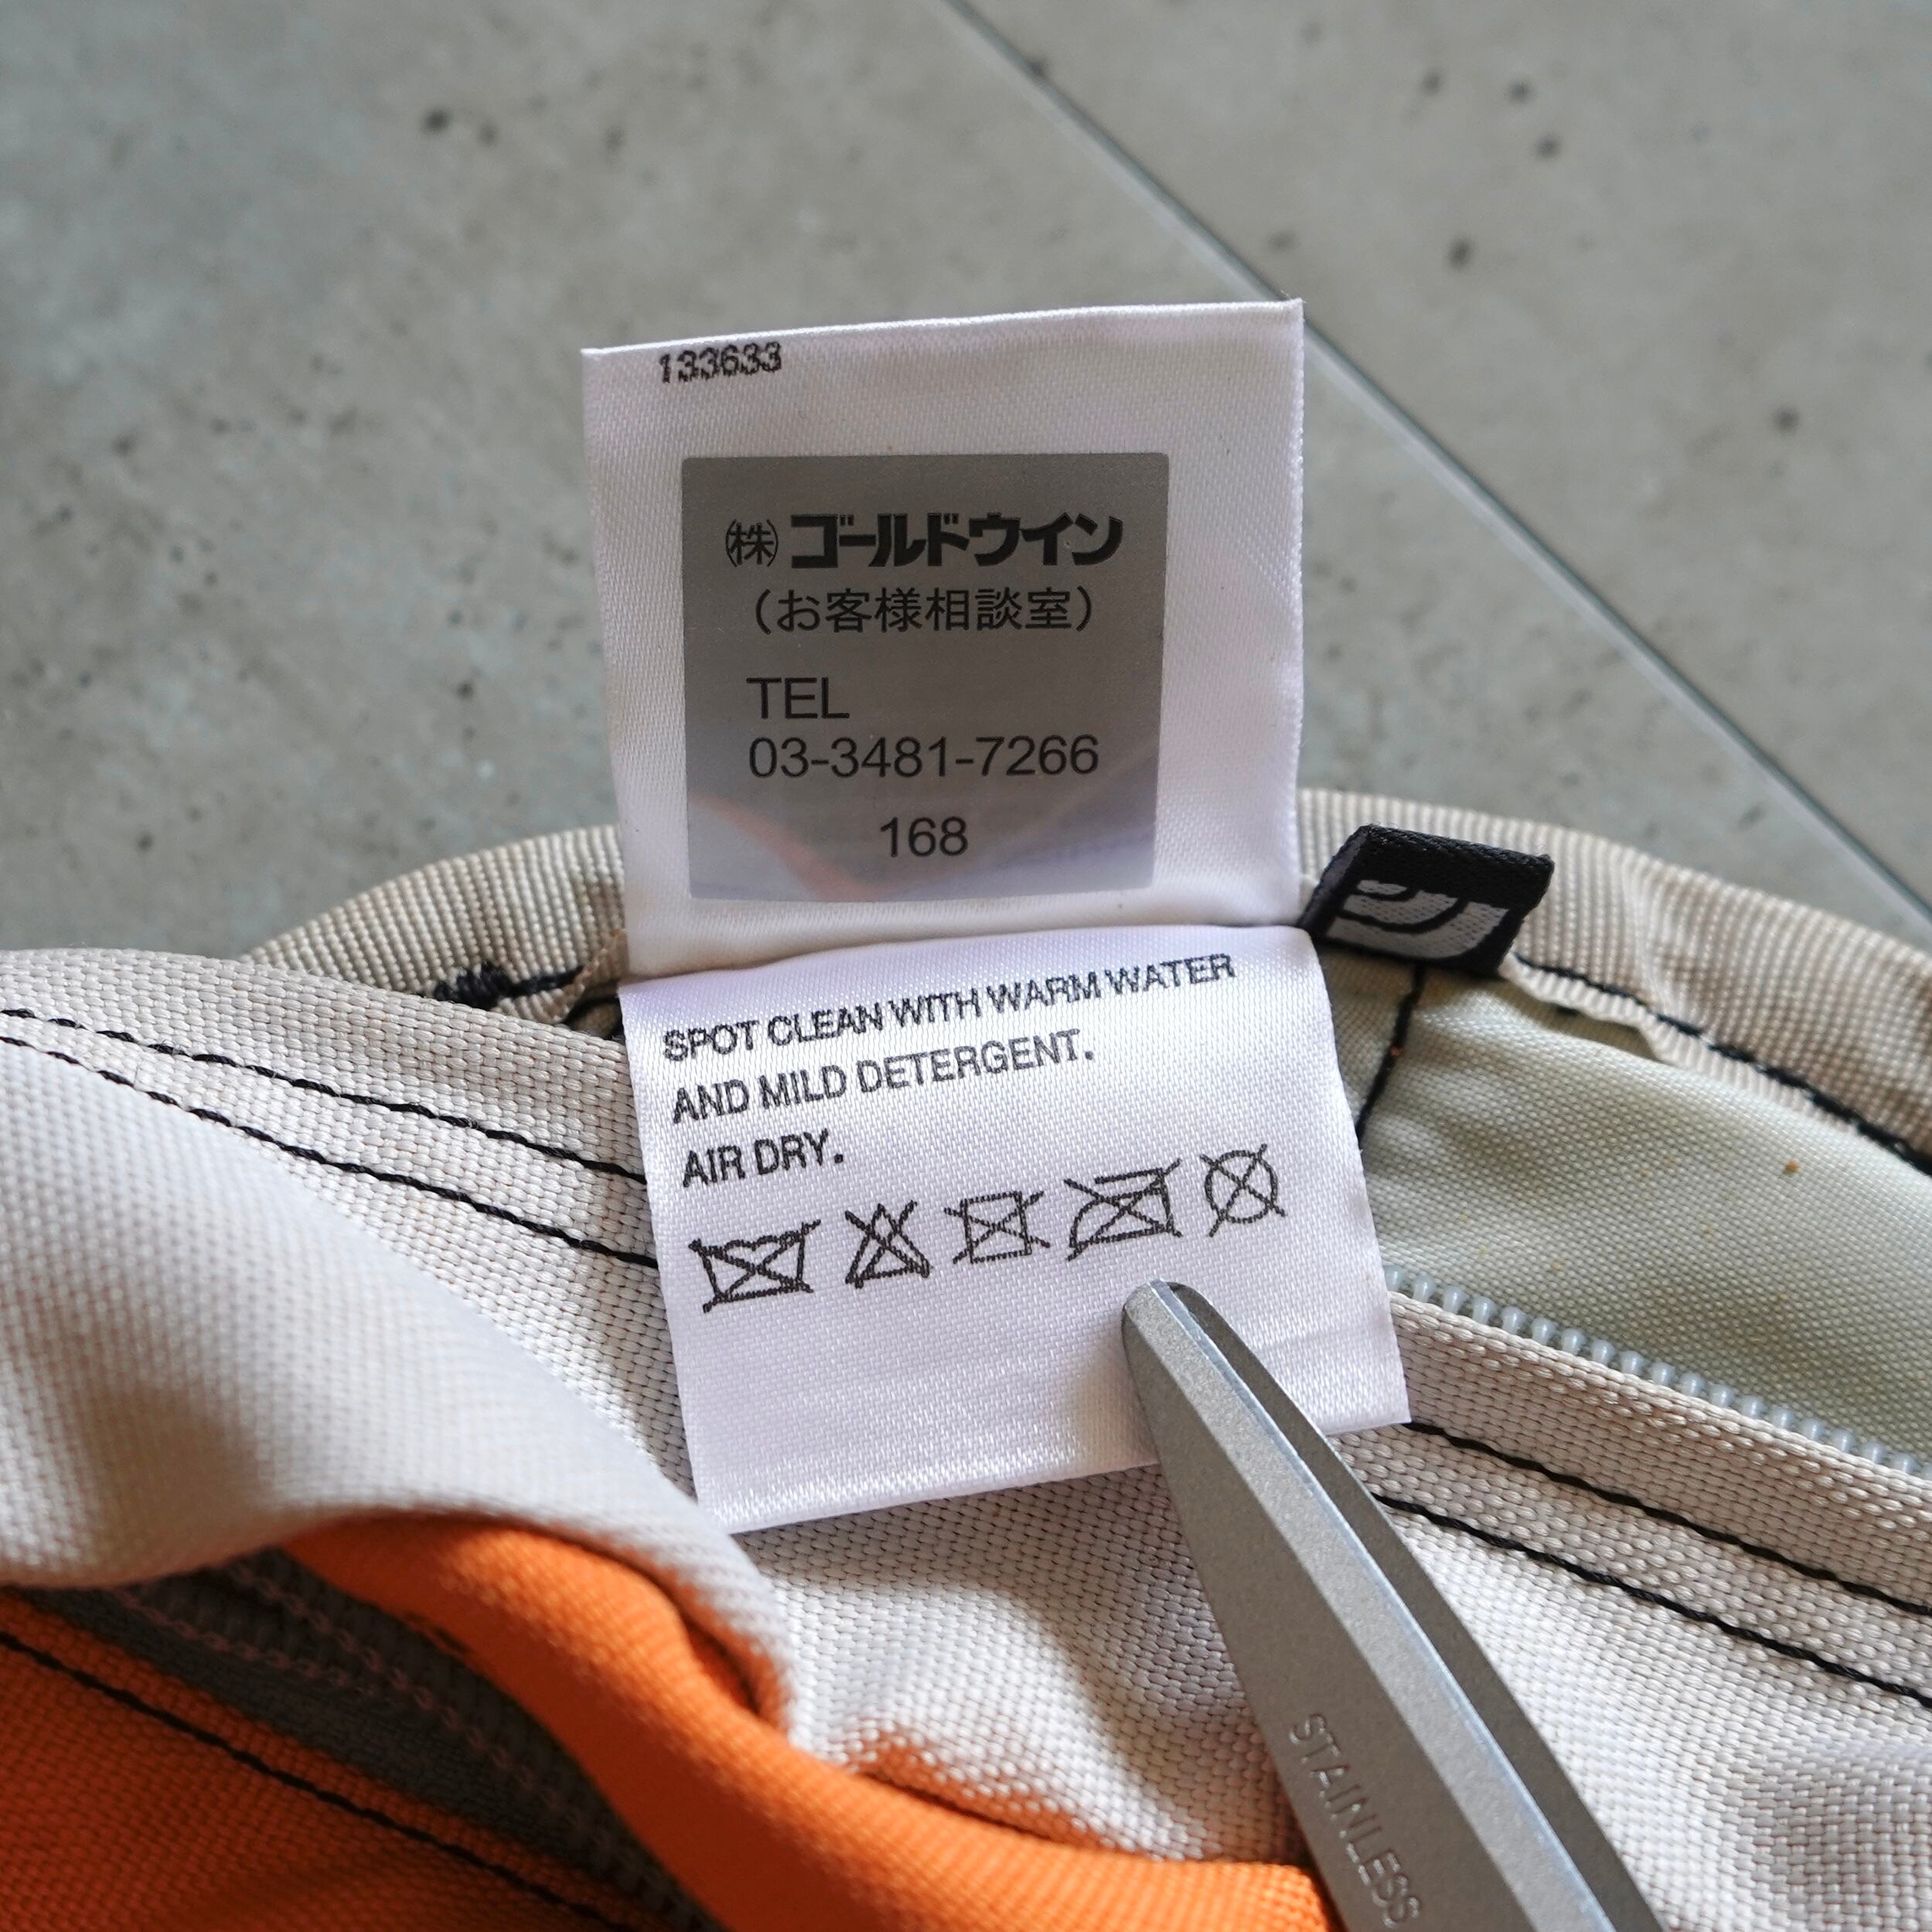 133633
㈱ゴールドウイン
(お客様相談室)
TEL
03-3481-7266
168
SPOT CLEAN WITH WARM WATER
AND MILD DETERGENT.
AIR DRY.
STAINLESS